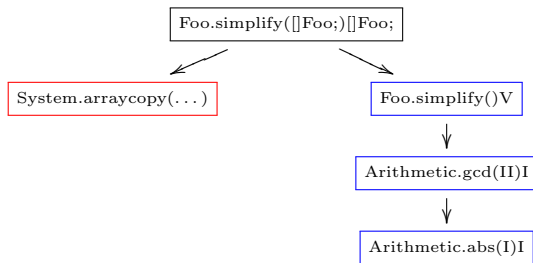 Foo.simplify([]Foo;)[]Foo;
System.arraycopy(...)
Foo.simplify()V
Arithmetic.gcd(II)I
Arithmetic.abs(I)I